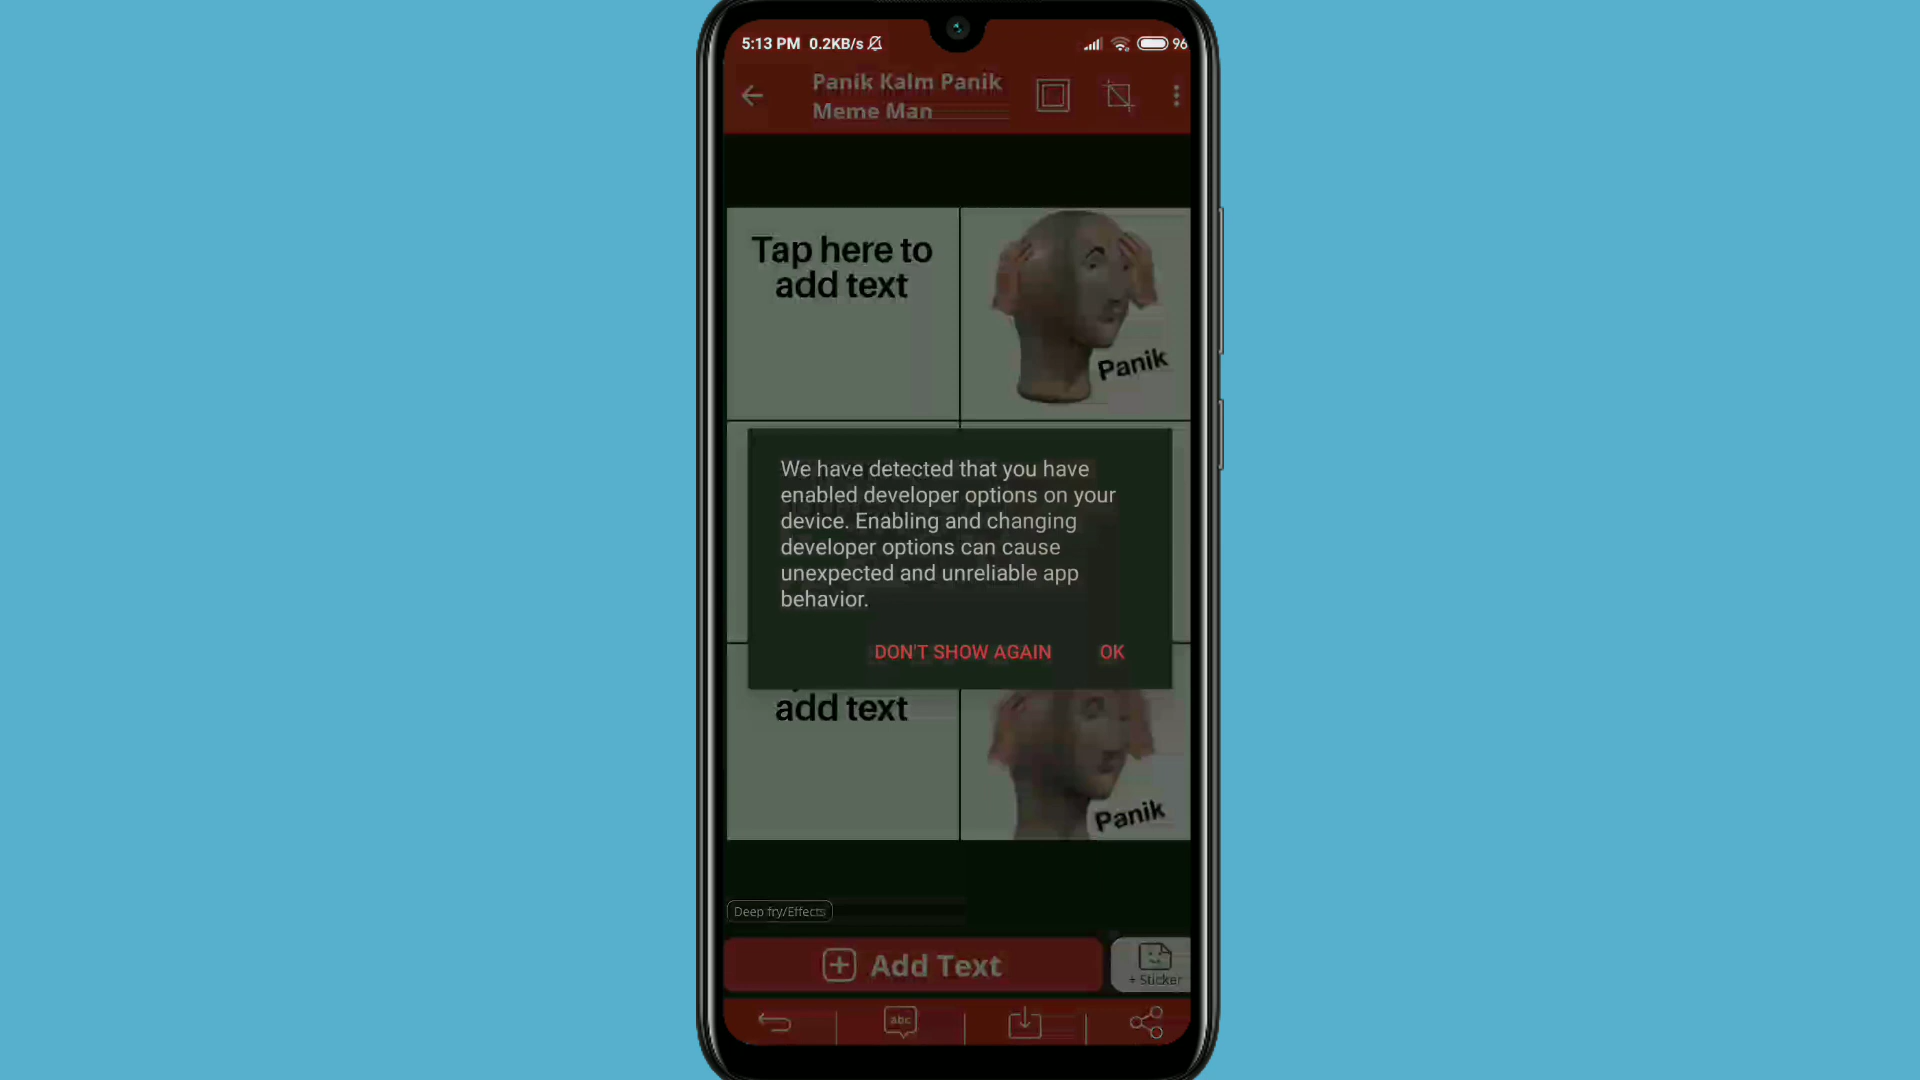 5:13 PM 0.2KB/s
96
Panik Kalm Panik
Meme Man
Tap here to
add text
Panik
We have detected that you have
enabled developer options on your
device. Enabling and changing
developer options can cause
unexpected and unreliable app
behavior.
DON'T SHOW AGAIN OK
add text
Panik
Deep fry/Effects
Add Text
+ Sticker
abc